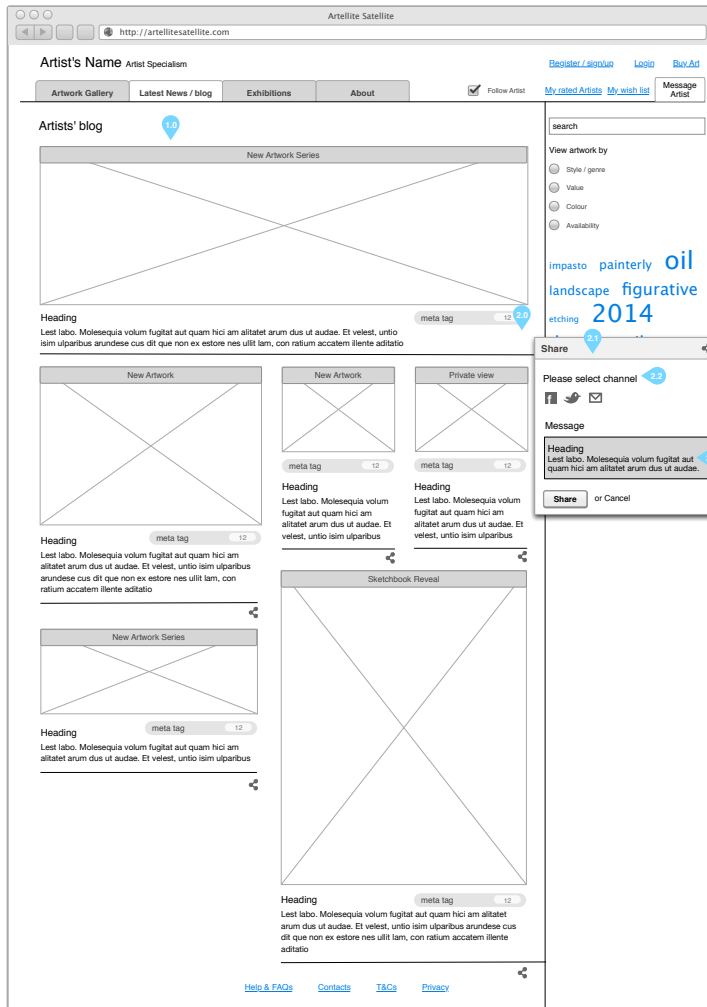 Artellite Satellite
http://artellitesatellite.com
Artist's Name Artist Specialism
Register / sign/up Login Buy Art
Artwork Gallery Latest News / blog Exhibitions About
Follow Artist
My rated Artists My wish list
Message
Artist
Artists' blog
1.0
New Artwork Series
Heading
meta tag 12
2.0
Lest labo. Molesequia volum fugitat aut quam hici am alitatet arum dus ut audae. Et velest, untio
isim ulparibus arundese cus dit que non ex estore nes ullit lam, con ratium accatem illente aditatio
New Artwork
Heading
meta tag 12
Lest labo. Molesequia volum fugitat aut quam hici am
alitatet arum dus ut audae. Et velest, untio isim ulparibus
arundese cus dit que non ex estore nes ullit lam, con
ratium accatem illente aditatio
New Artwork
meta tag 12
Heading
Lest labo. Molesequia volum
fugitat aut quam hici am
alitatet arum dus ut audae. Et
velest, untio isim ulparibus
Private view
meta tag 12
Heading
Lest labo. Molesequia volum
fugitat aut quam hici am
alitatet arum dus ut audae. Et
velest, untio isim ulparibus
New Artwork Series
Heading
meta tag 12
Lest labo. Molesequia volum fugitat aut quam hici am
alitatet arum dus ut audae. Et velest, untio isim ulparibus
Sketchbook Reveal
Heading
meta tag 12
Lest labo. Molesequia volum fugitat aut quam hici am alitatet
arum dus ut audae. Et velest, untio isim ulparibus arundese cus
dit que non ex estore nes ullit lam, con ratium accatem illente
aditatio
search
View artwork by
Style / genre
Value
Colour
Availability
impasto painterly oil
landscape figurative
etching 2014
Share
2.1
Please select channel
2.2
Message
Heading
Lest labo. Molesequia volum fugitat aut
quam hici am alitatet arum dus ut audae.
Share or Cancel
Help & FAQs Contacts T&Cs Privacy